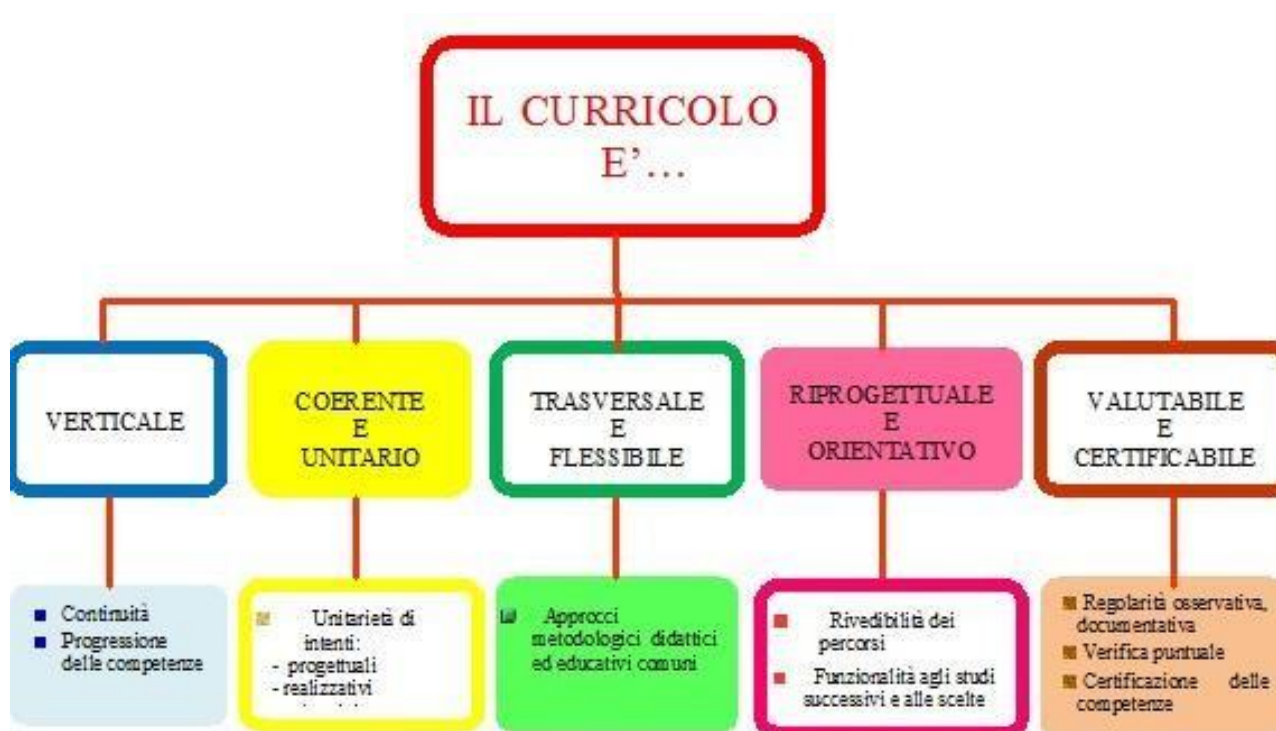 IL CURRICOLO
E’...
VERTICALE
COERENTE
E
UNITARIO
TRASVERSALE
E
FLESSIBILE
RIPROGETTUALE
E
ORIENTATIVO
VALUTABILE
E
CERTIFICABILE
Continuità
Progressione
delle competenze
Unitarietà di
intenti:
- progettuali
- realizzativi
Approcci
metodologici didattici
ed educativi comuni
Rivedibilità dei
percorsi
Funzionalità agli studi
successivi e alle scelte
Regolarità osservativa,
documentativa
Verifica puntuale
Certificazione delle
competenze